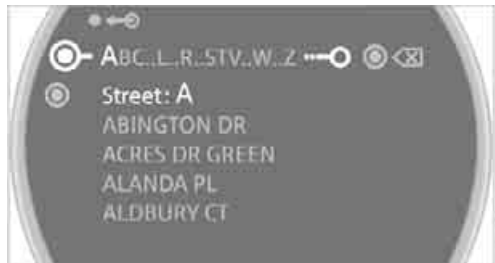 ABC..L..R..STV..W..Z
Street: A
ABINGTON DR
ACRES DR GREEN
ALANDA PL
ALDBURY CT